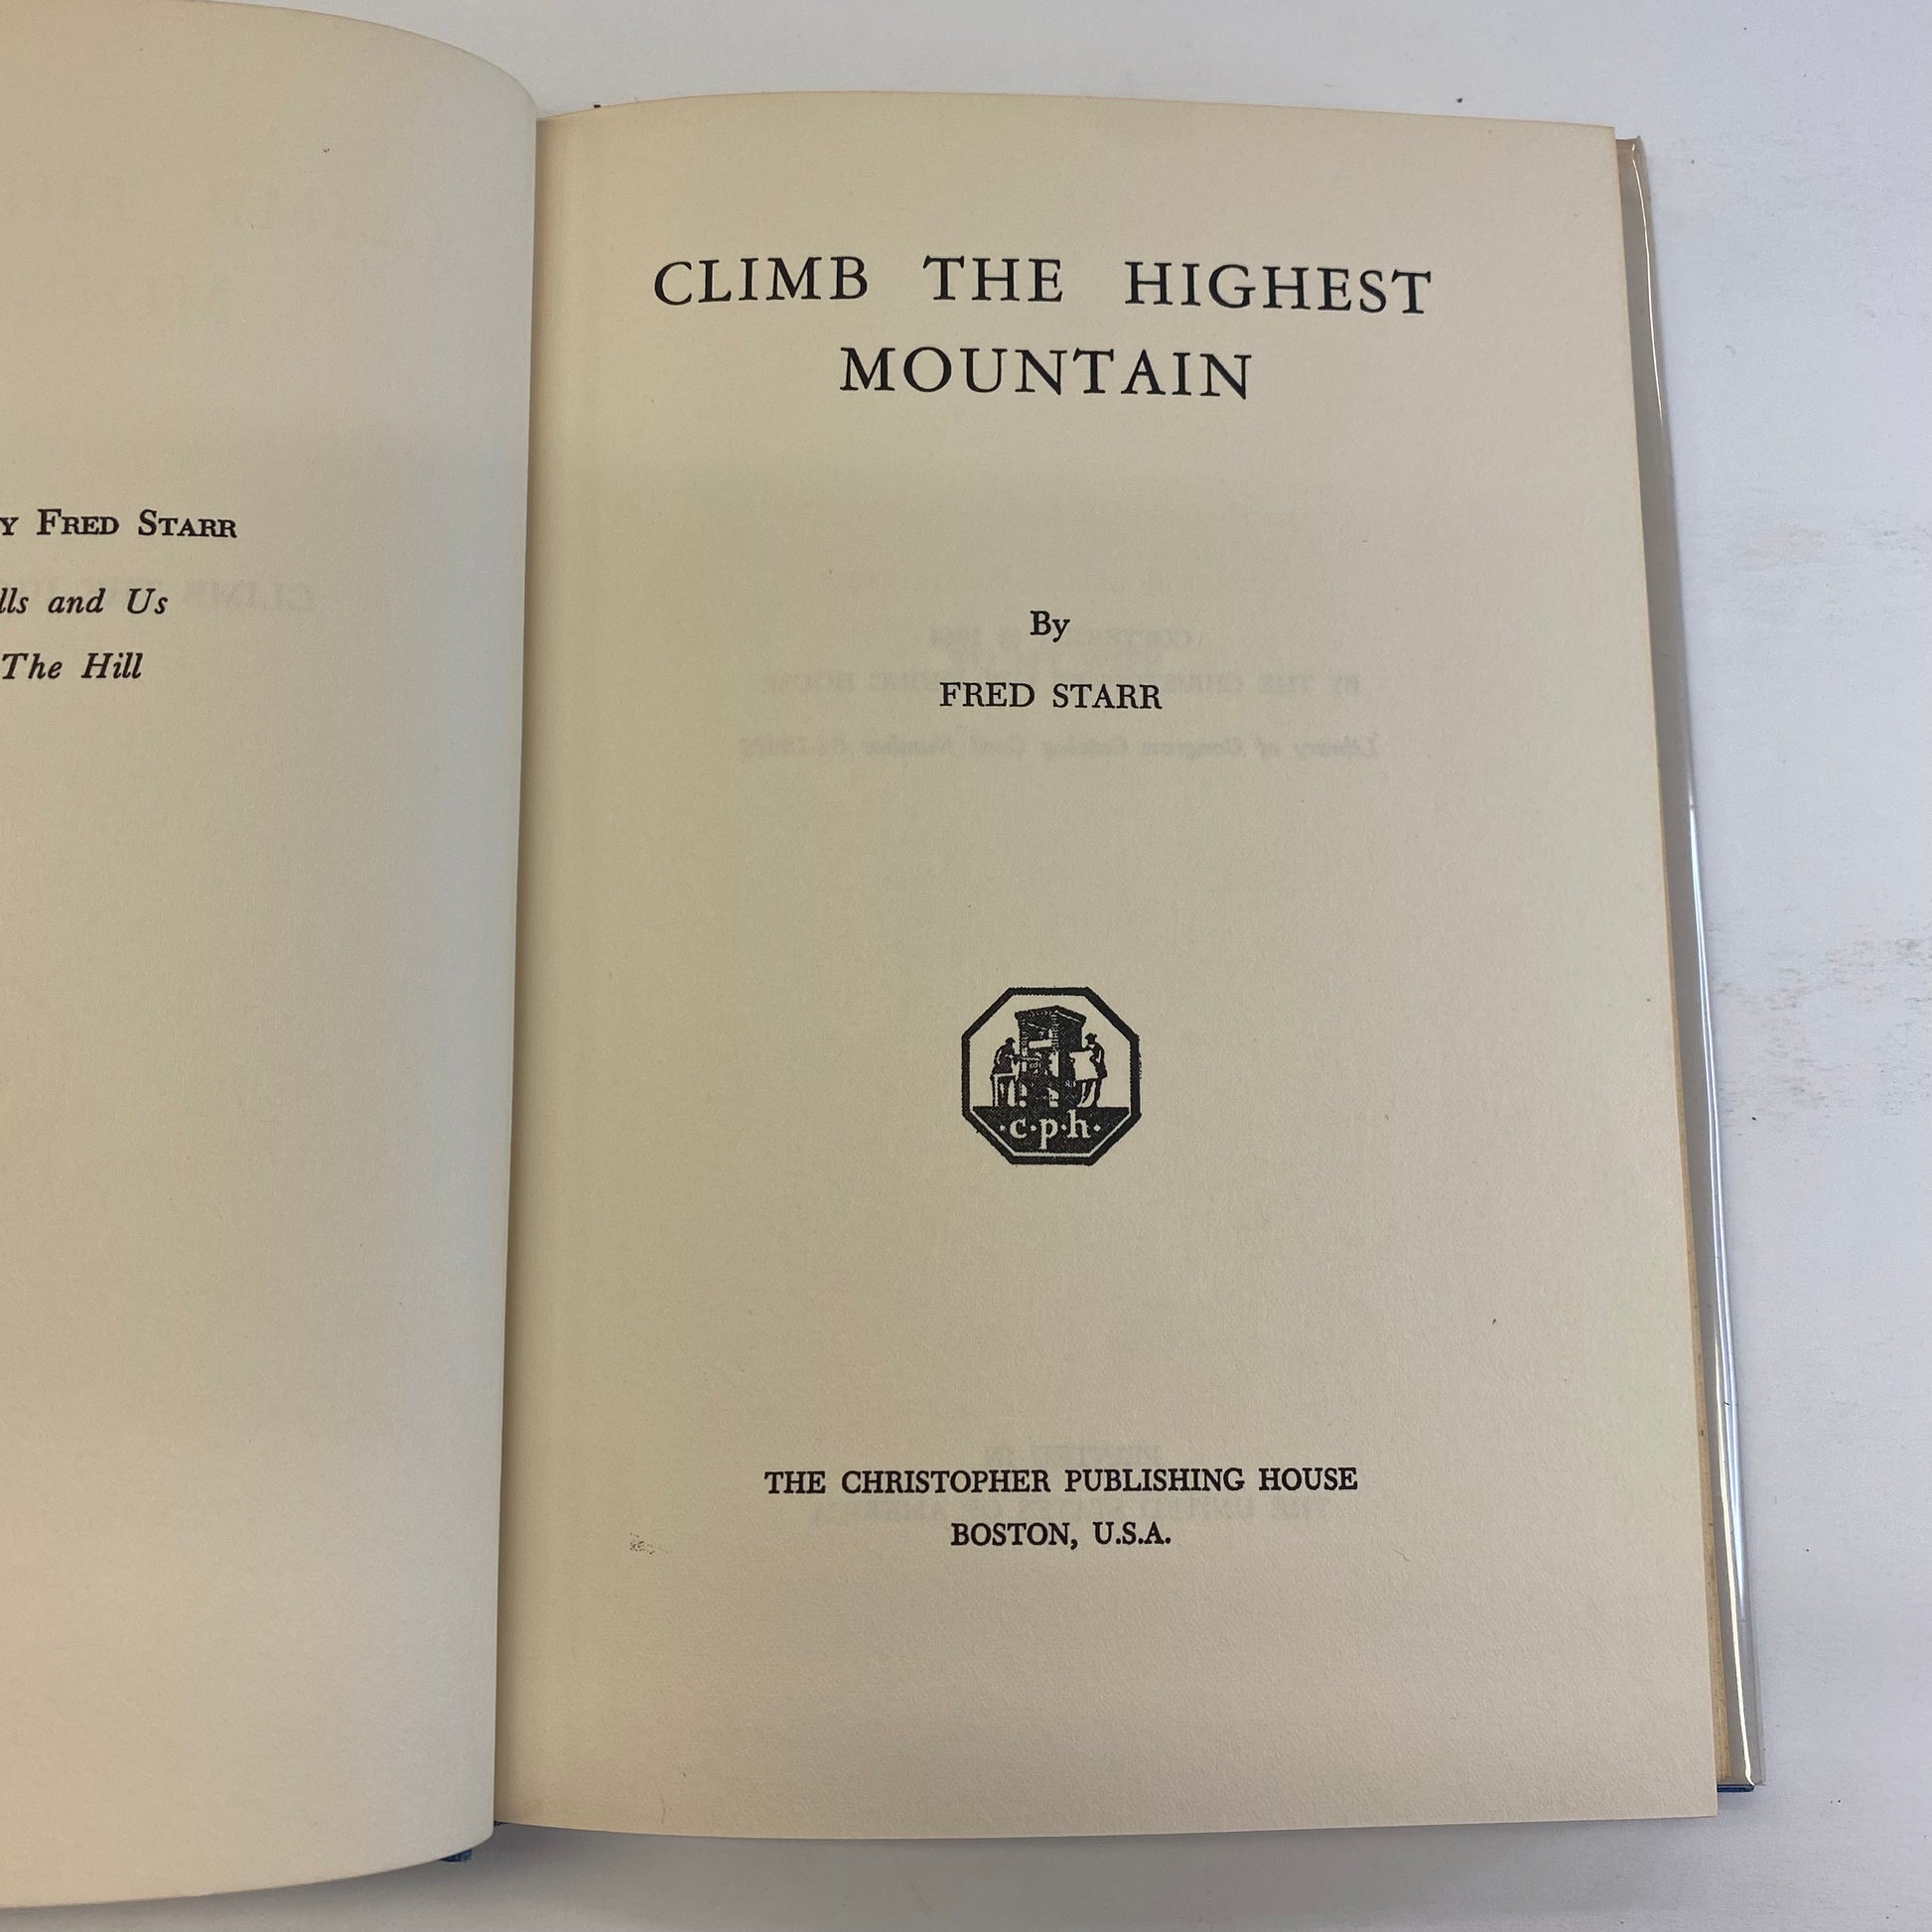 Y FRED STARR
lls and Us
The Hill
CLIMB THE HIGHEST
MOUNTAIN
By
FRED STARR
·c·p·h·
THE CHRISTOPHER PUBLISHING HOUSE
BOSTON, U.S.A.